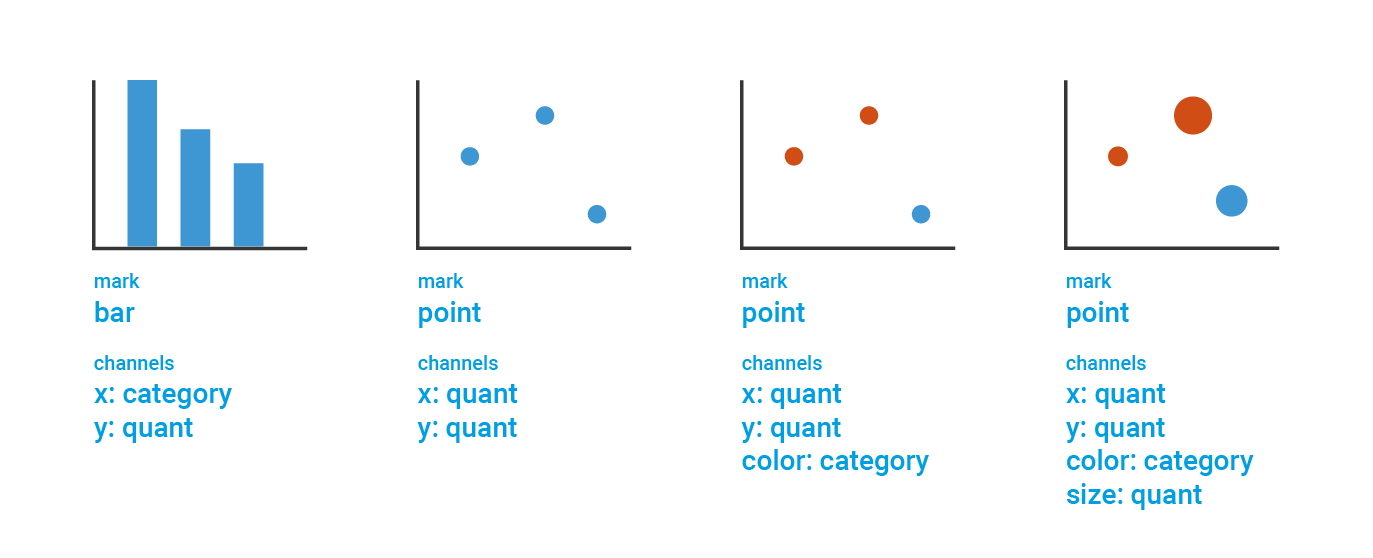 mark
bar
channels
x: category
y: quant
mark
point
channels
x: quant
y: quant
mark
point
channels
x: quant
y: quant
color: category
mark
point
channels
x: quant
y: quant
color: category
size: quant